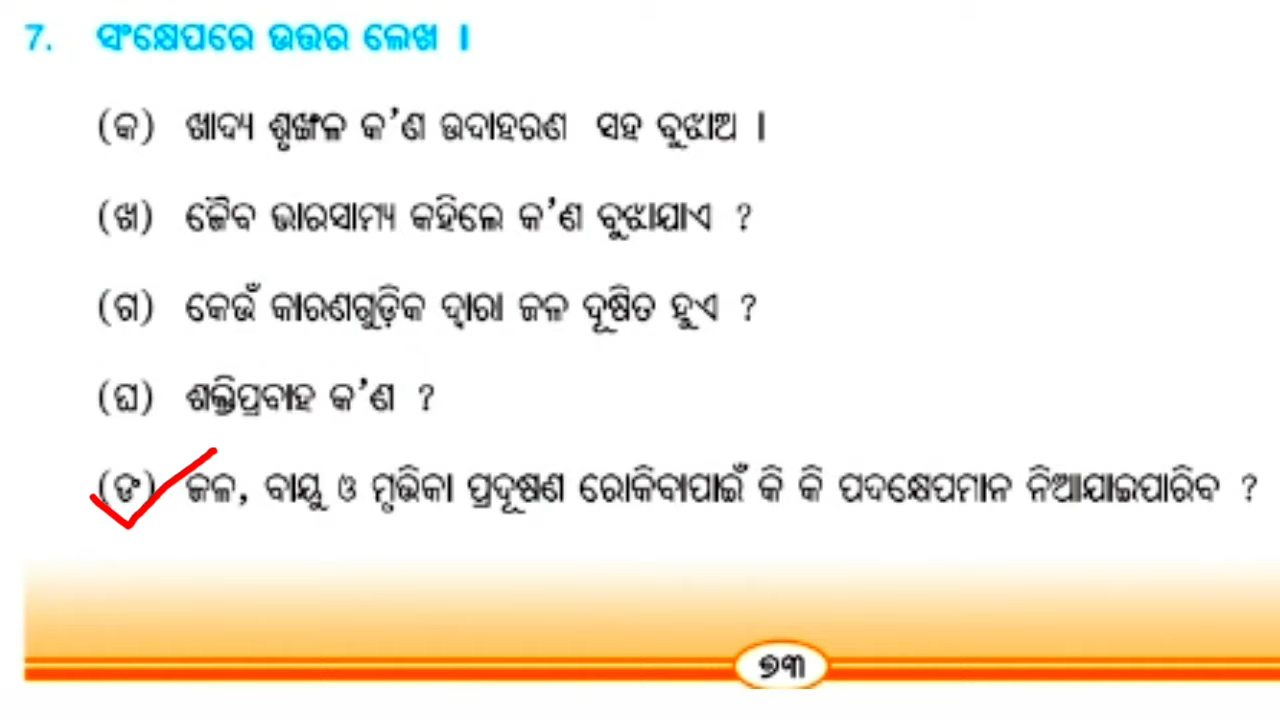 7. ସଂକ୍ଷେପରେ ଉତ୍ତର ଲେଖ ।
(କ) ଖାଦ୍ୟ ଶୃଙ୍ଖଳ କ'ଣ ଉଦାହରଣ ସହ ବୁଝାଅ ।
(ଖ) ଜୈବ ଭାରସାମ୍ୟ କହିଲେ କ'ଣ ବୁଝାଯାଏ ?
(ଗ) କେଉଁ କାରଣଗୁଡ଼ିକ ଦ୍ୱାରା ଜଳ ଦୂଷିତ ହୁଏ ?
(ଘ) ଶକ୍ତିପ୍ରବାହ କ'ଣ ?
(ଙ) ଜଳ, ବାୟୁ ଓ ମୃତ୍ତିକା ପ୍ରଦୂଷଣ ରୋକିବାପାଇଁ କି କି ପଦକ୍ଷେପମାନ ନିଆଯାଇପାରିବ ?
୭୩